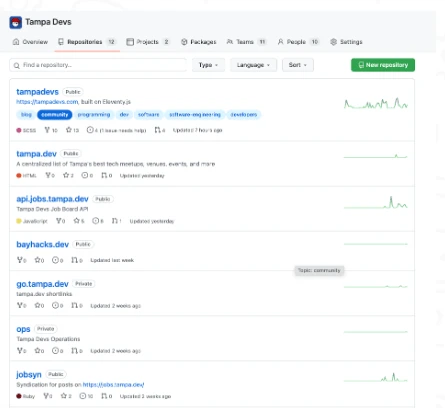 Tampa Devs
Overview Repositories 12 Projects 2 Packages Teams 11 People 10 Settings
Find a repository... Type Language Sort New repository
tampadevs Public
https://tampadevs.com, built on Eleventy.js
blog community programming dev software software-engineering developers
SCSS 10 13 4 (1 issue needs help) 4 Updated 7 hours ago
tampa.dev Public
A centralized list of Tampa's best tech meetups, venues, events, and more
HTML 0 2 0 0 Updated yesterday
api.jobs.tampa.dev Public
Tampa Devs Job Board API
JavaScript 0 5 6 1 Updated yesterday
bayhacks.dev Public
0 0 0 0 Updated last week
Topic: community
go.tampa.dev Private
tampa.dev shortlinks
0 0 0 0 Updated 2 weeks ago
ops Private
Tampa Devs Operations
0 0 0 0 Updated 2 weeks ago
jobsyn Public
Syndication for posts on https://jobs.tampa.dev/
Ruby 2 10 0 Updated 2 weeks ago